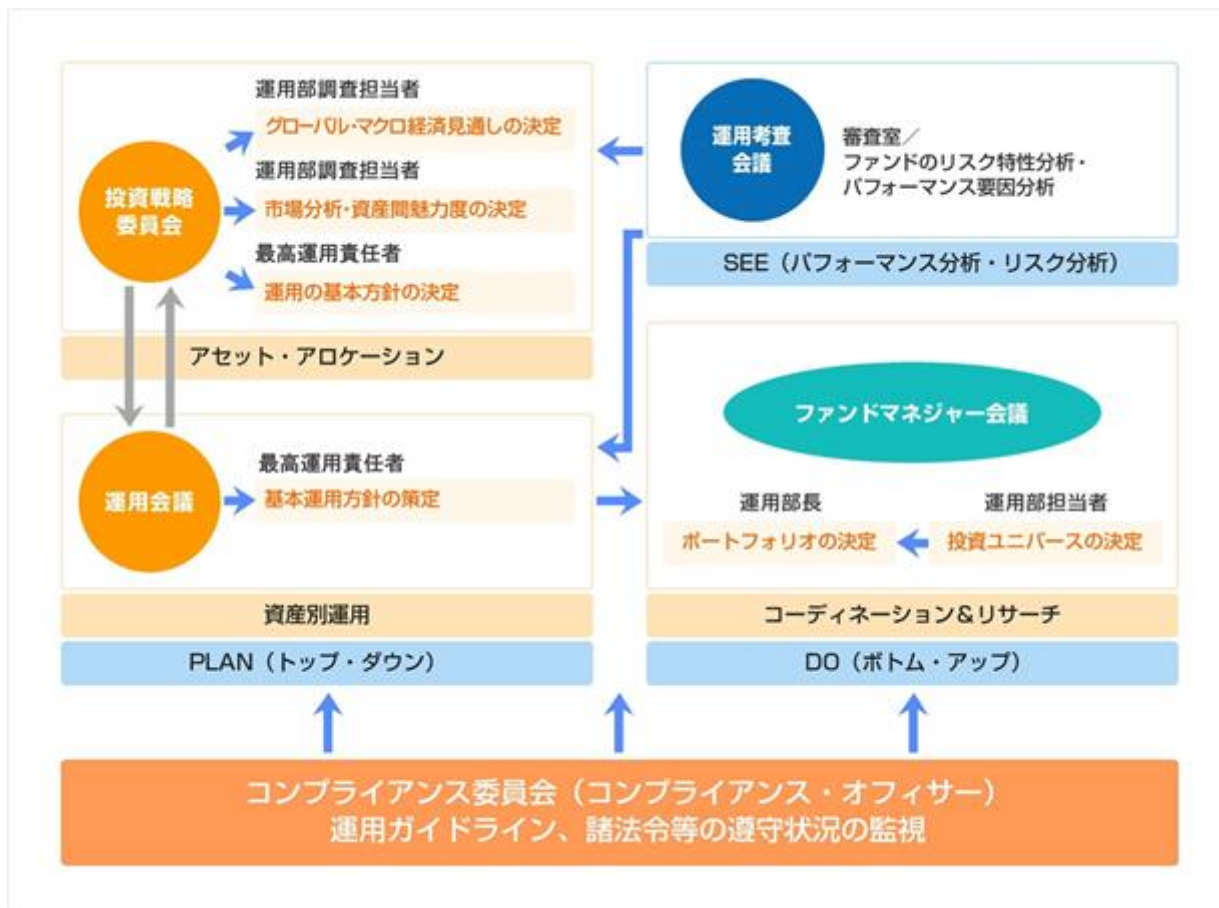 運用部調査担当者
グローバル・マクロ経済見通しの決定
投資戦略
委員会
運用部調査担当者
市場分析・資産間魅力度の決定
最高運用責任者
運用の基本方針の決定
アセット・アロケーション
運用会議
最高運用責任者
基本運用方針の策定
資産別運用
PLAN（トップ・ダウン）
運用考査
会議
審査室／
ファンドのリスク特性分析・
パフォーマンス要因分析
SEE（パフォーマンス分析・リスク分析）
ファンドマネジャー会議
運用部長
ポートフォリオの決定
運用部担当者
投資ユニバースの決定
コーディネーション＆リサーチ
DO（ボトム・アップ）
コンプライアンス委員会（コンプライアンス・オフィサー）
運用ガイドライン、諸法令等の遵守状況の監視